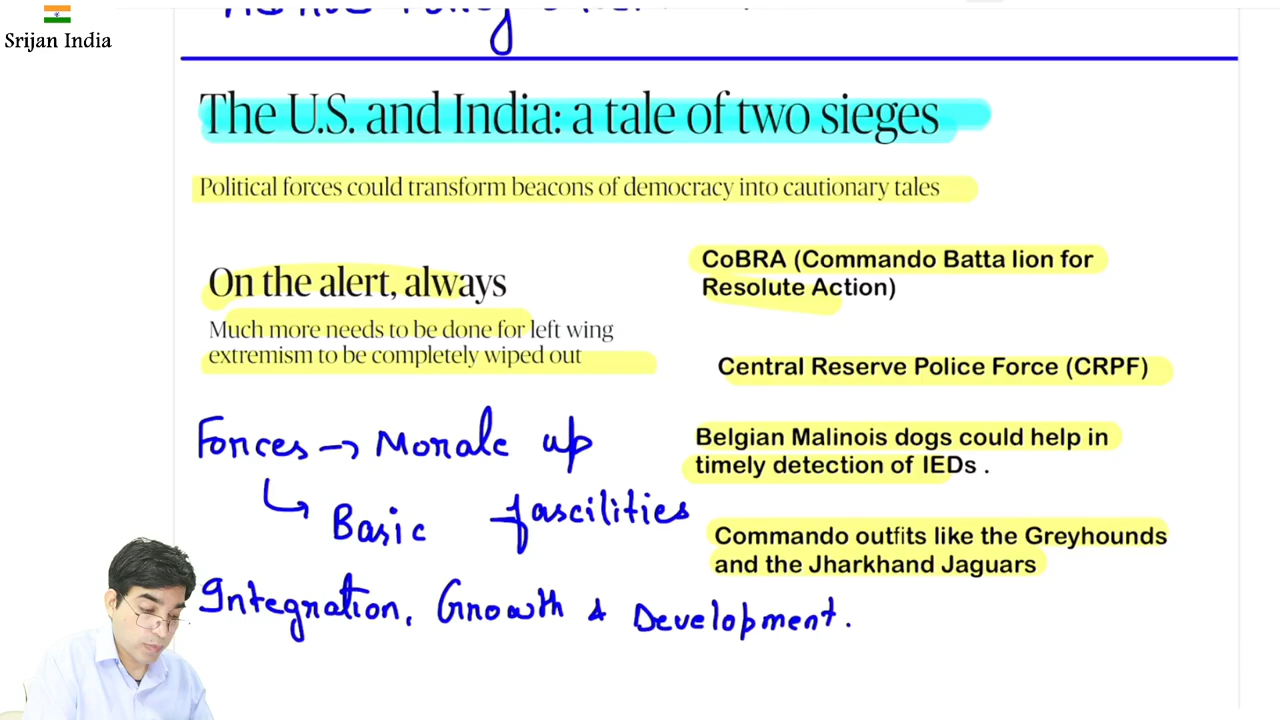 Srijan India
The U.S. and India: a tale of two sieges
Political forces could transform beacons of democracy into cautionary tales
On the alert, always
Much more needs to be done for left wing
extremism to be completely wiped out
CoBRA (Commando Batta lion for
Resolute Action)
Central Reserve Police Force (CRPF)
Belgian Malinois dogs could help in
timely detection of IEDs .
Commando outfits like the Greyhounds
and the Jharkhand Jaguars
Forces → Morale up
↳ Basic fascilities
Integration, Growth & Development.